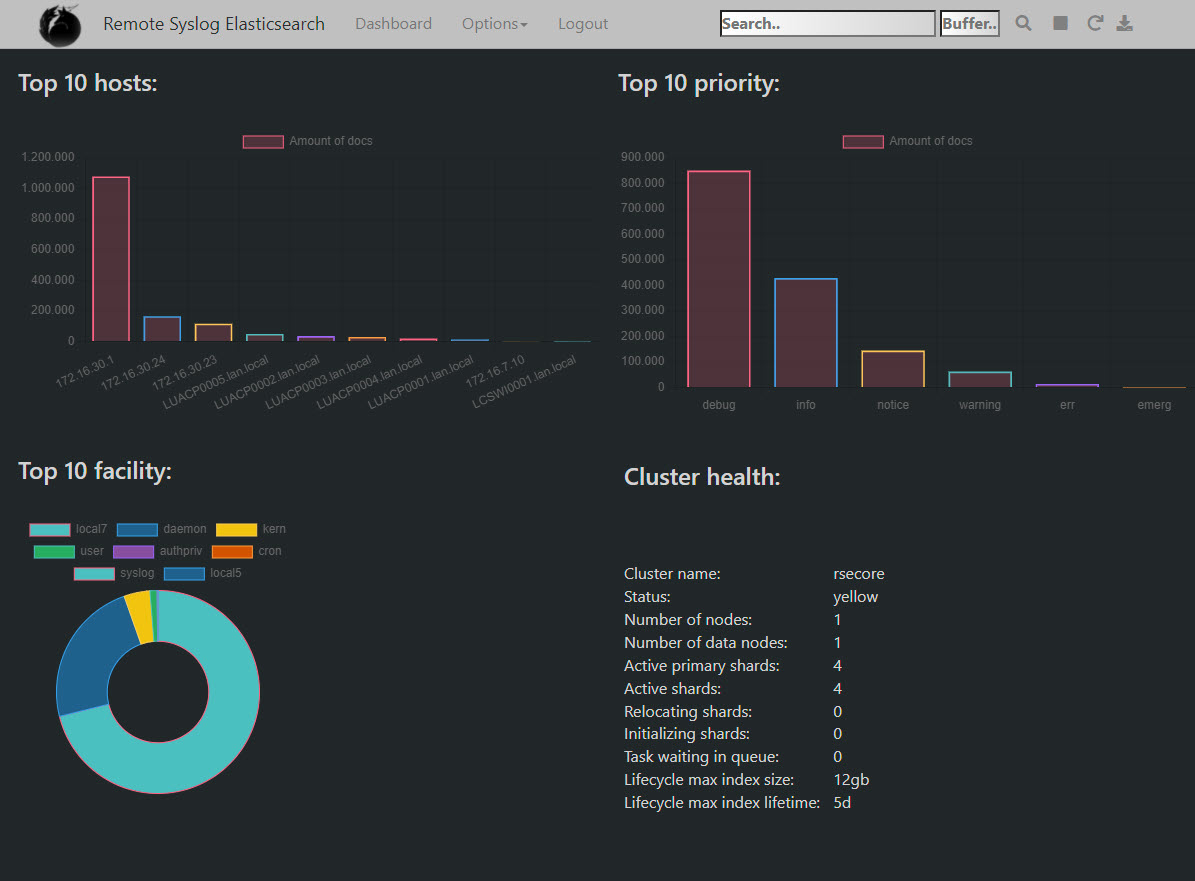 Remote Syslog Elasticsearch Dashboard Options Logout Search.. Buffer..
Top 10 hosts:
Amount of docs
1.200.000
1.000.000
800.000
600.000
400.000
200.000
0
172.16.30.1
172.16.30.24
172.16.30.23
LUACP0005.lan.local
LUACP0002.lan.local
LUACP0003.lan.local
LUACP0004.lan.local
LUACP0001.lan.local
172.16.7.10
LCSWI0001.lan.local
Top 10 priority:
Amount of docs
900.000
800.000
700.000
600.000
500.000
400.000
300.000
200.000
100.000
0
debug info notice warning err emerg
Top 10 facility:
local7 daemon kern
user authpriv cron
syslog local5
Cluster health:
Cluster name: rsecore
Status: yellow
Number of nodes: 1
Number of data nodes: 1
Active primary shards: 4
Active shards: 4
Relocating shards: 0
Initializing shards: 0
Task waiting in queue: 0
Lifecycle max index size: 12gb
Lifecycle max index lifetime: 5d